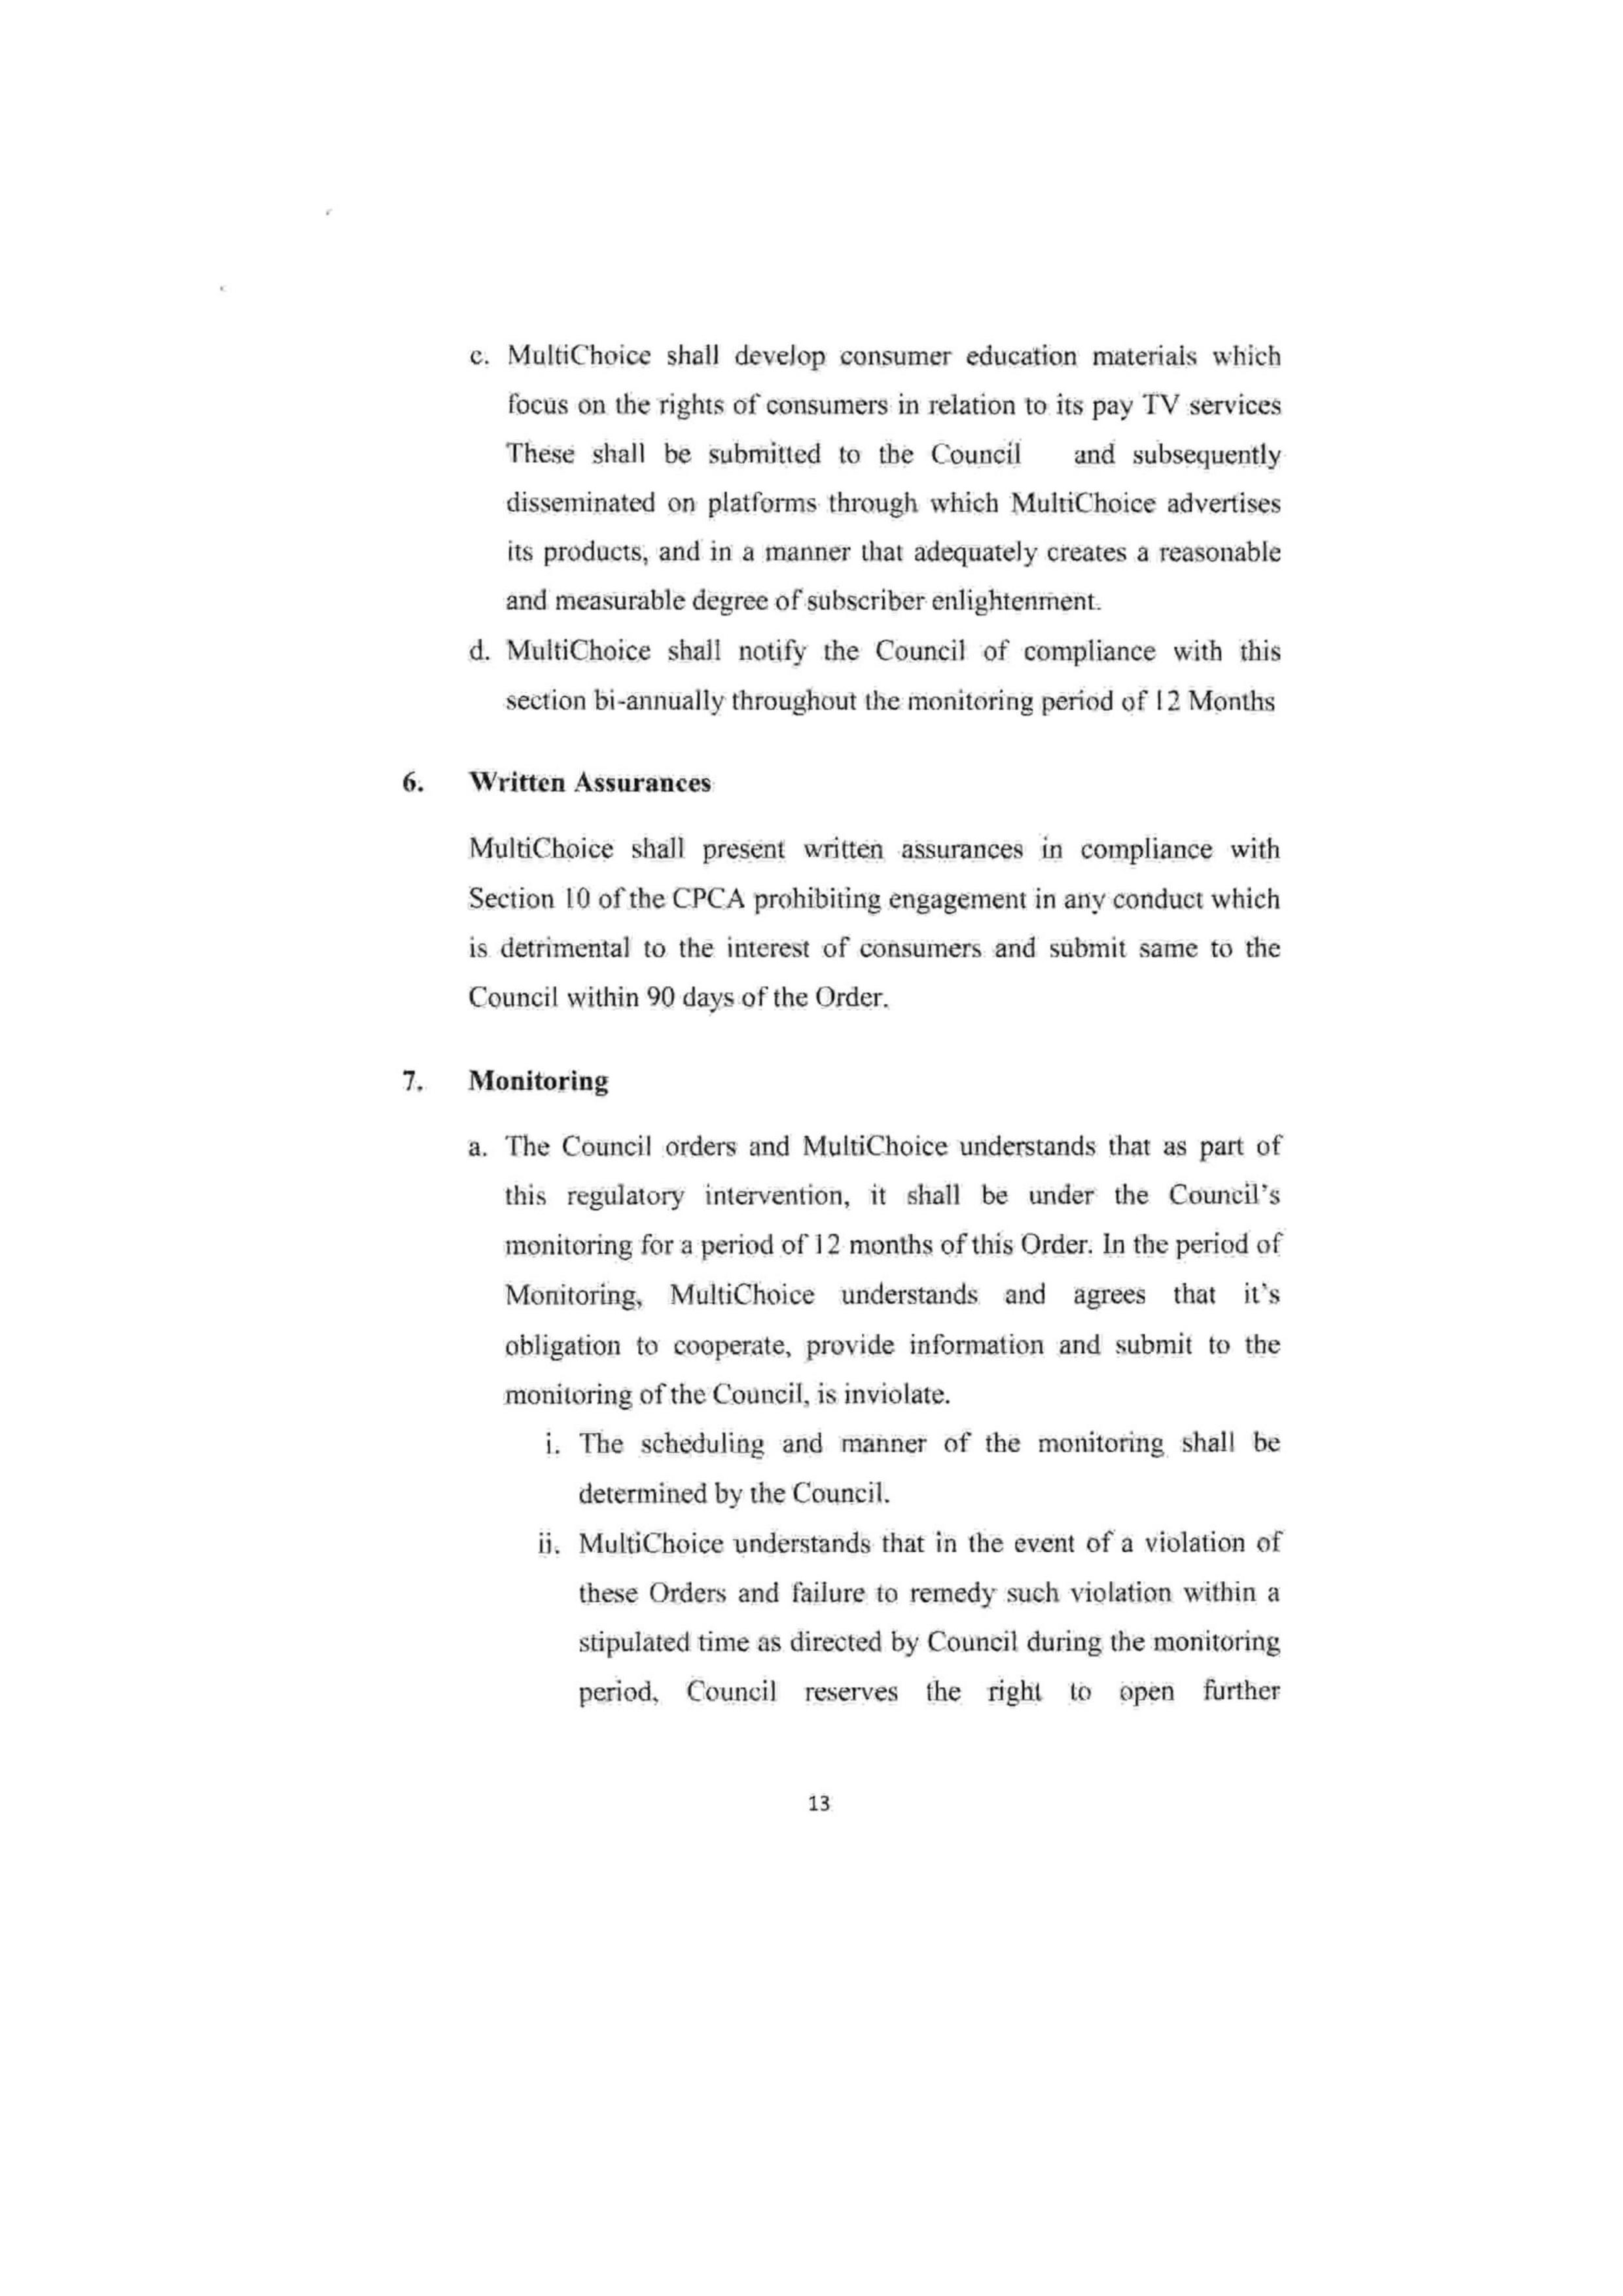 c. MultiChoice shall develop consumer education materials which
focus on the rights of consumers in relation to its pay TV services
These shall be submitted to the Council and subsequently
disseminated on platforms through which MultiChoice advertises
its products, and in a manner that adequately creates a reasonable
and measurable degree of subscriber enlightenment.
d. MultiChoice shall notify the Council of compliance with this
section bi-annually throughout the monitoring period of 12 Months
6. Written Assurances
MultiChoice shall present written assurances in compliance with
Section 10 of the CPCA prohibiting engagement in any conduct which
is detrimental to the interest of consumers and submit same to the
Council within 90 days of the Order.
7. Monitoring
a. The Council orders and MultiChoice understands that as part of
this regulatory intervention, it shall be under the Council's
monitoring for a period of 12 months of this Order. In the period of
Monitoring, MultiChoice understands and agrees that it's
obligation to cooperate, provide information and submit to the
monitoring of the Council, is inviolate.
i. The scheduling and manner of the monitoring shall be
determined by the Council.
ii. MultiChoice understands that in the event of a violation of
these Orders and failure to remedy such violation within a
stipulated time as directed by Council during the monitoring
period, Council reserves the right to open further
13